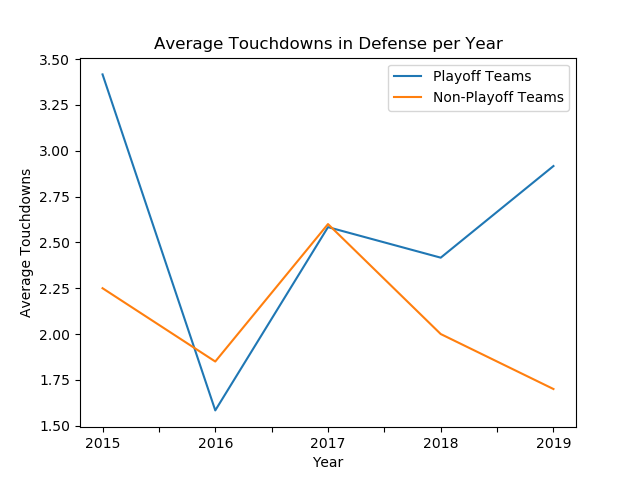 Average Touchdowns in Defense per Year
Playoff Teams
Non-Playoff Teams
Average Touchdowns
3.50
3.25
3.00
2.75
2.50
2.25
2.00
1.75
1.50
2015 2016 2017 2018 2019
Year